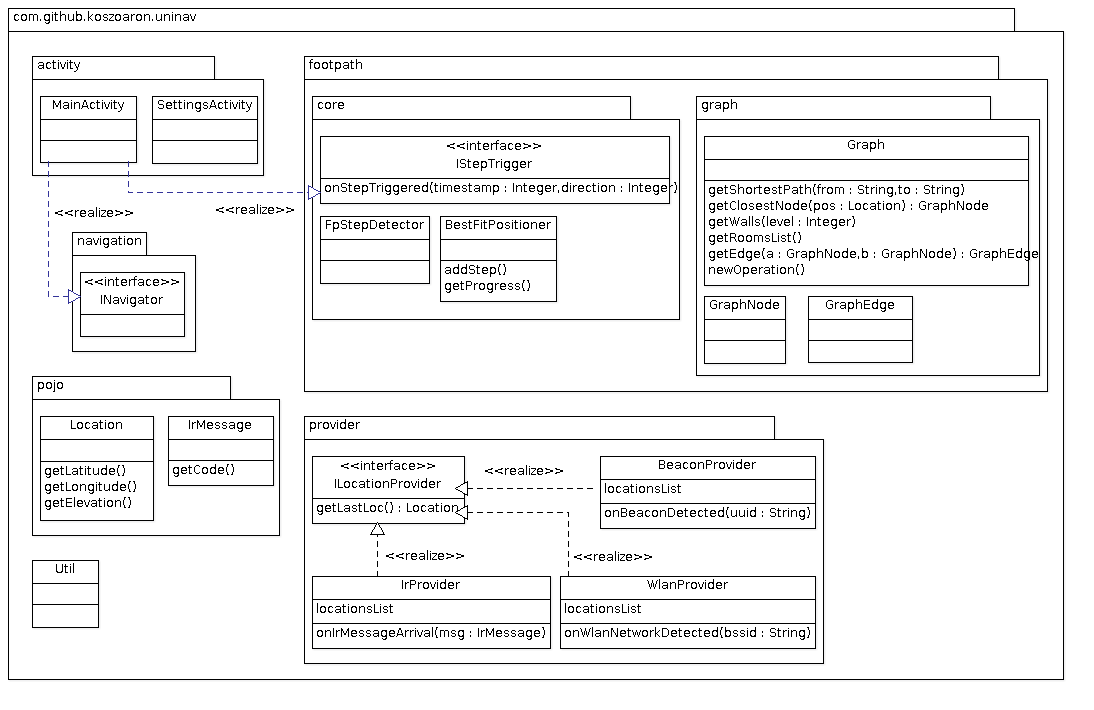 com.github.koszoaron.uninav
activity
MainActivity
SettingsActivity
<<realize>>
<<realize>>
navigation
<<interface>>
INavigator
footpath
core
<<interface>>
IStepTrigger
onStepTriggered(timestamp : Integer,direction : Integer)
FpStepDetector
BestFitPositioner
addStep()
getProgress()
graph
Graph
getShortestPath(from : String,to : String)
getClosestNode(pos : Location) : GraphNode
getWalls(level : Integer)
getRoomsList()
getEdge(a : GraphNode,b : GraphNode) : GraphEdge
newOperation()
GraphNode
GraphEdge
pojo
Location
getLatitude()
getLongitude()
getElevation()
IrMessage
getCode()
Util
provider
<<interface>>
ILocationProvider
getLastLoc() : Location
<<realize>>
BeaconProvider
locationsList
onBeaconDetected(uuid : String)
<<realize>>
<<realize>>
IrProvider
locationsList
onIrMessageArrival(msg : IrMessage)
WlanProvider
locationsList
onWlanNetworkDetected(bssid : String)